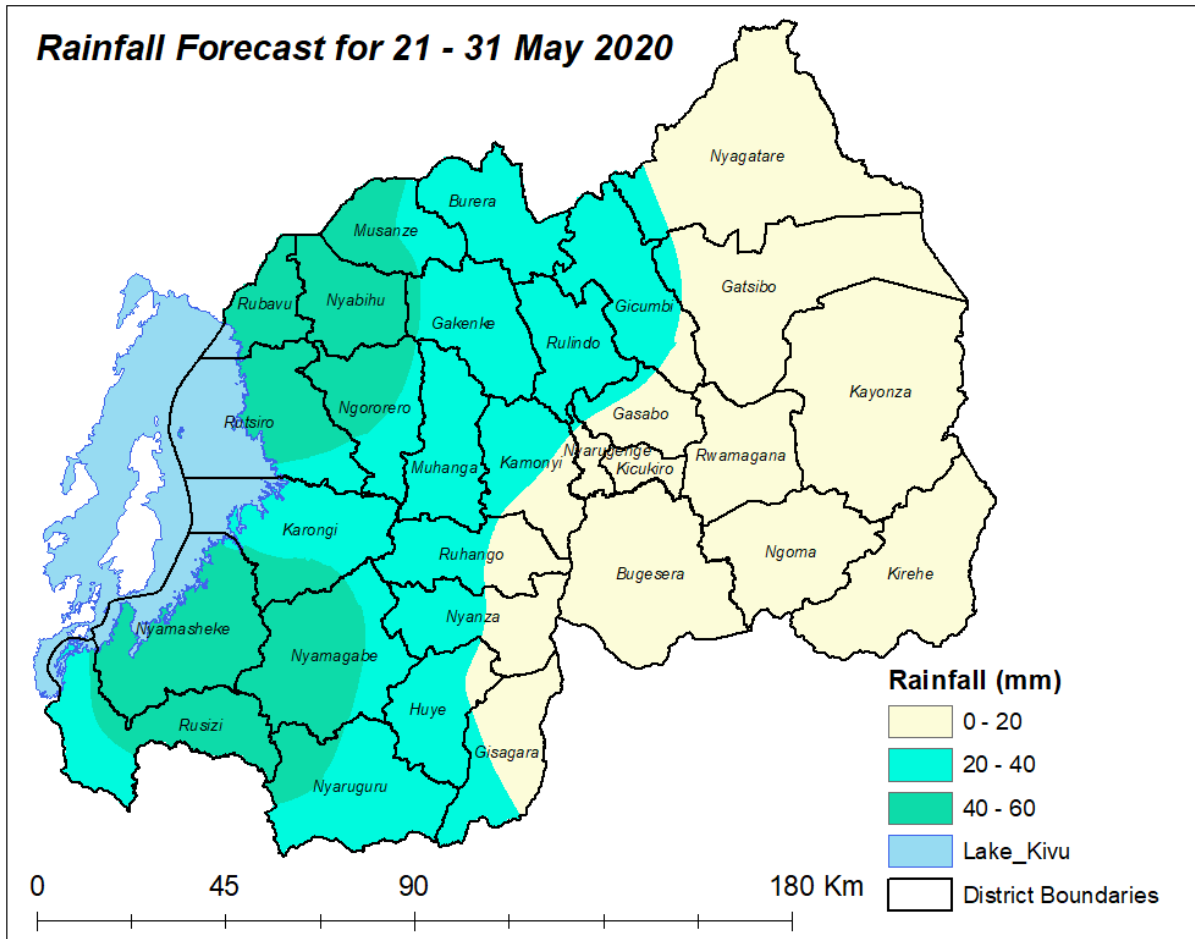 Rainfall Forecast for 21 - 31 May 2020
Nyagatare
Burera
Musanze
Gatsibo
Rubavu
Nyabihu
Gicumbi
Gakenke
Rulindo
Kayonza
Ngororero
Gasabo
Rutsiro
Nyarugenge
Rwamagana
Muhanga
Kamonyi
Kicukiro
Karongi
Ruhango
Ngoma
Bugesera
Kirehe
Nyanza
Nyamasheke
Nyamagabe
Huye
Rusizi
Gisagara
Nyaruguru
Rainfall (mm)
0 - 20
20 - 40
40 - 60
Lake_Kivu
District Boundaries
0 45 90 180 Km